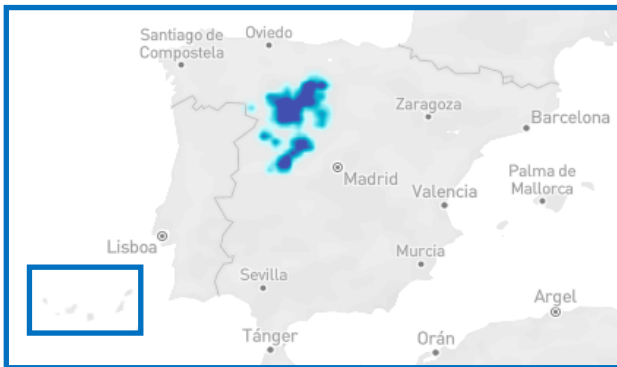 Oviedo
Santiago de
Compostela
Zaragoza
Barcelona
Madrid
Palma de
Mallorca
Valencia
Lisboa
Murcia
Sevilla
Argel
Tánger
Orán